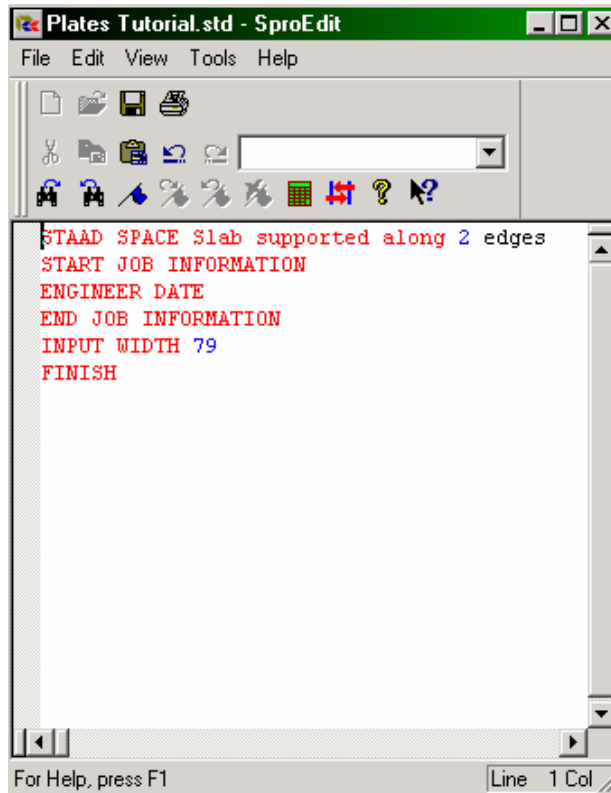 Plates Tutorial.std - SproEdit
File Edit View Tools Help
STAAD SPACE Slab supported along 2 edges
START JOB INFORMATION
ENGINEER DATE
END JOB INFORMATION
INPUT WIDTH 79
FINISH
For Help, press F1
Line 1 Col